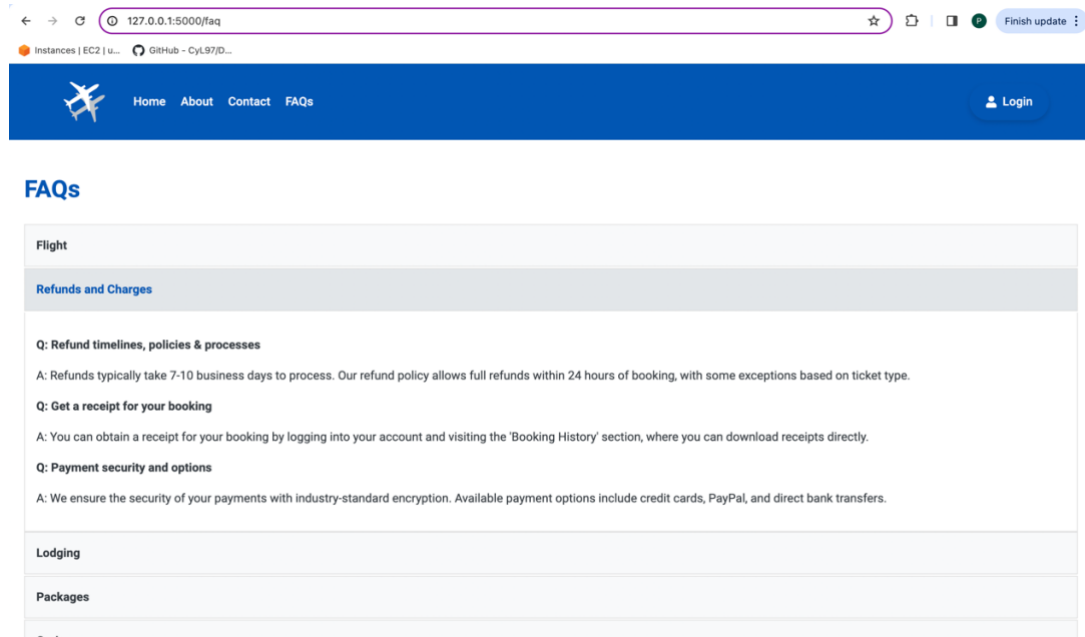 127.0.0.1:5000/faq
P
Finish update
Instances | EC2 | u...
GitHub - CyL97/D...
Home About Contact FAQs
Login
FAQs
Flight
Refunds and Charges
Q: Refund timelines, policies & processes
A: Refunds typically take 7-10 business days to process. Our refund policy allows full refunds within 24 hours of booking, with some exceptions based on ticket type.
Q: Get a receipt for your booking
A: You can obtain a receipt for your booking by logging into your account and visiting the 'Booking History' section, where you can download receipts directly.
Q: Payment security and options
A: We ensure the security of your payments with industry-standard encryption. Available payment options include credit cards, PayPal, and direct bank transfers.
Lodging
Packages